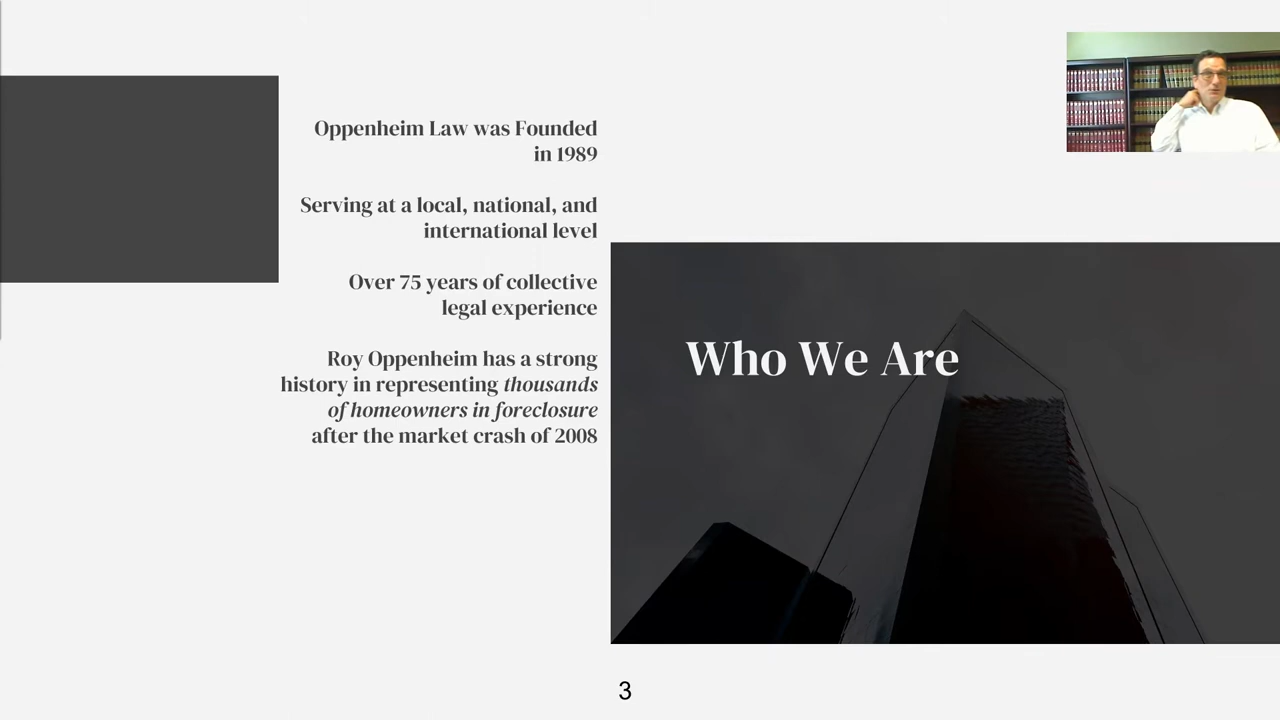 Oppenheim Law was Founded
in 1989
Serving at a local, national, and
international level
Over 75 years of collective
legal experience
Roy Oppenheim has a strong
history in representing thousands
of homeowners in foreclosure
after the market crash of 2008
Who We Are
3